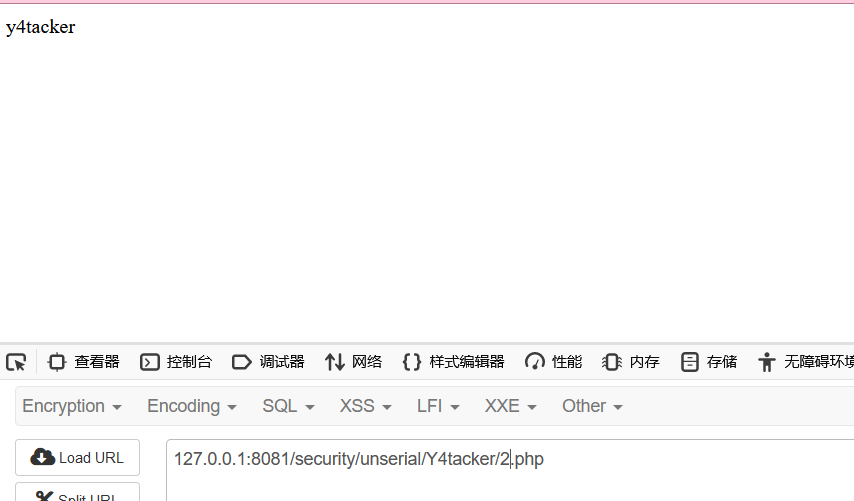 y4tacker
查看器 控制台 调试器 网络 样式编辑器 性能 内存 存储 无障碍环
Encryption Encoding SQL XSS LFI XXE Other
Load URL 127.0.0.1:8081/security/unserial/Y4tacker/2.php
Split URL